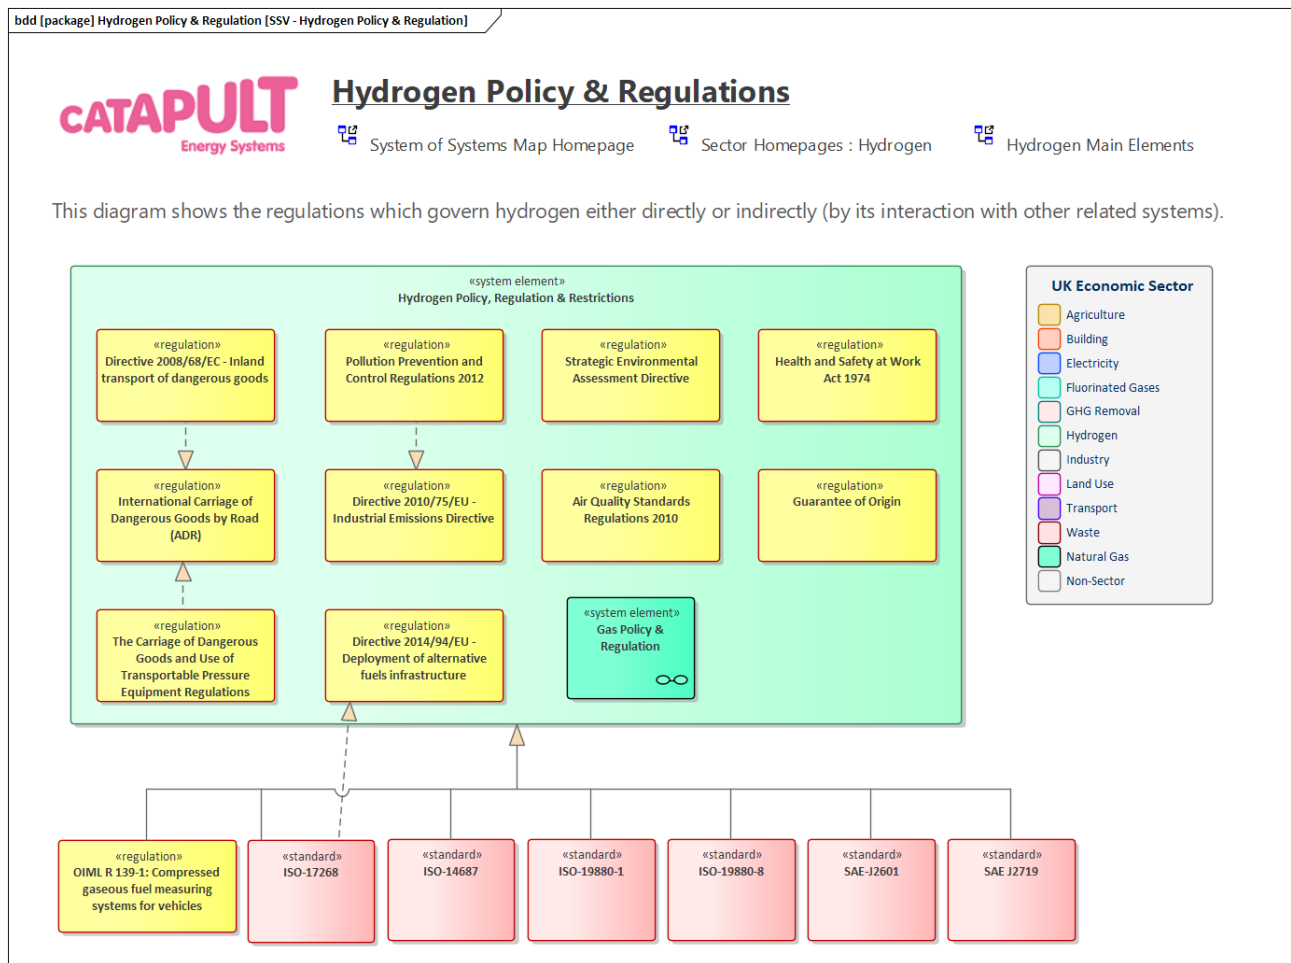 bdd [package] Hydrogen Policy & Regulation [SSV - Hydrogen Policy & Regulation]
CATAPULT
Energy Systems
Hydrogen Policy & Regulations
System of Systems Map Homepage
Sector Homepages : Hydrogen
Hydrogen Main Elements
This diagram shows the regulations which govern hydrogen either directly or indirectly (by its interaction with other related systems).
«system element»
Hydrogen Policy, Regulation & Restrictions
«regulation»
Directive 2008/68/EC - Inland
transport of dangerous goods
«regulation»
Pollution Prevention and
Control Regulations 2012
«regulation»
Strategic Environmental
Assessment Directive
«regulation»
Health and Safety at Work
Act 1974
«regulation»
International Carriage of
Dangerous Goods by Road
(ADR)
«regulation»
Directive 2010/75/EU -
Industrial Emissions Directive
«regulation»
Air Quality Standards
Regulations 2010
«regulation»
Guarantee of Origin
«regulation»
The Carriage of Dangerous
Goods and Use of
Transportable Pressure
Equipment Regulations
«regulation»
Directive 2014/94/EU -
Deployment of alternative
fuels infrastructure
«system element»
Gas Policy &
Regulation
UK Economic Sector
Agriculture
Building
Electricity
Fluorinated Gases
GHG Removal
Hydrogen
Industry
Land Use
Transport
Waste
Natural Gas
Non-Sector
«regulation»
OIML R 139-1: Compressed
gaseous fuel measuring
systems for vehicles
«standard»
ISO-17268
«standard»
ISO-14687
«standard»
ISO-19880-1
«standard»
ISO-19880-8
«standard»
SAE-J2601
«standard»
SAE J2719